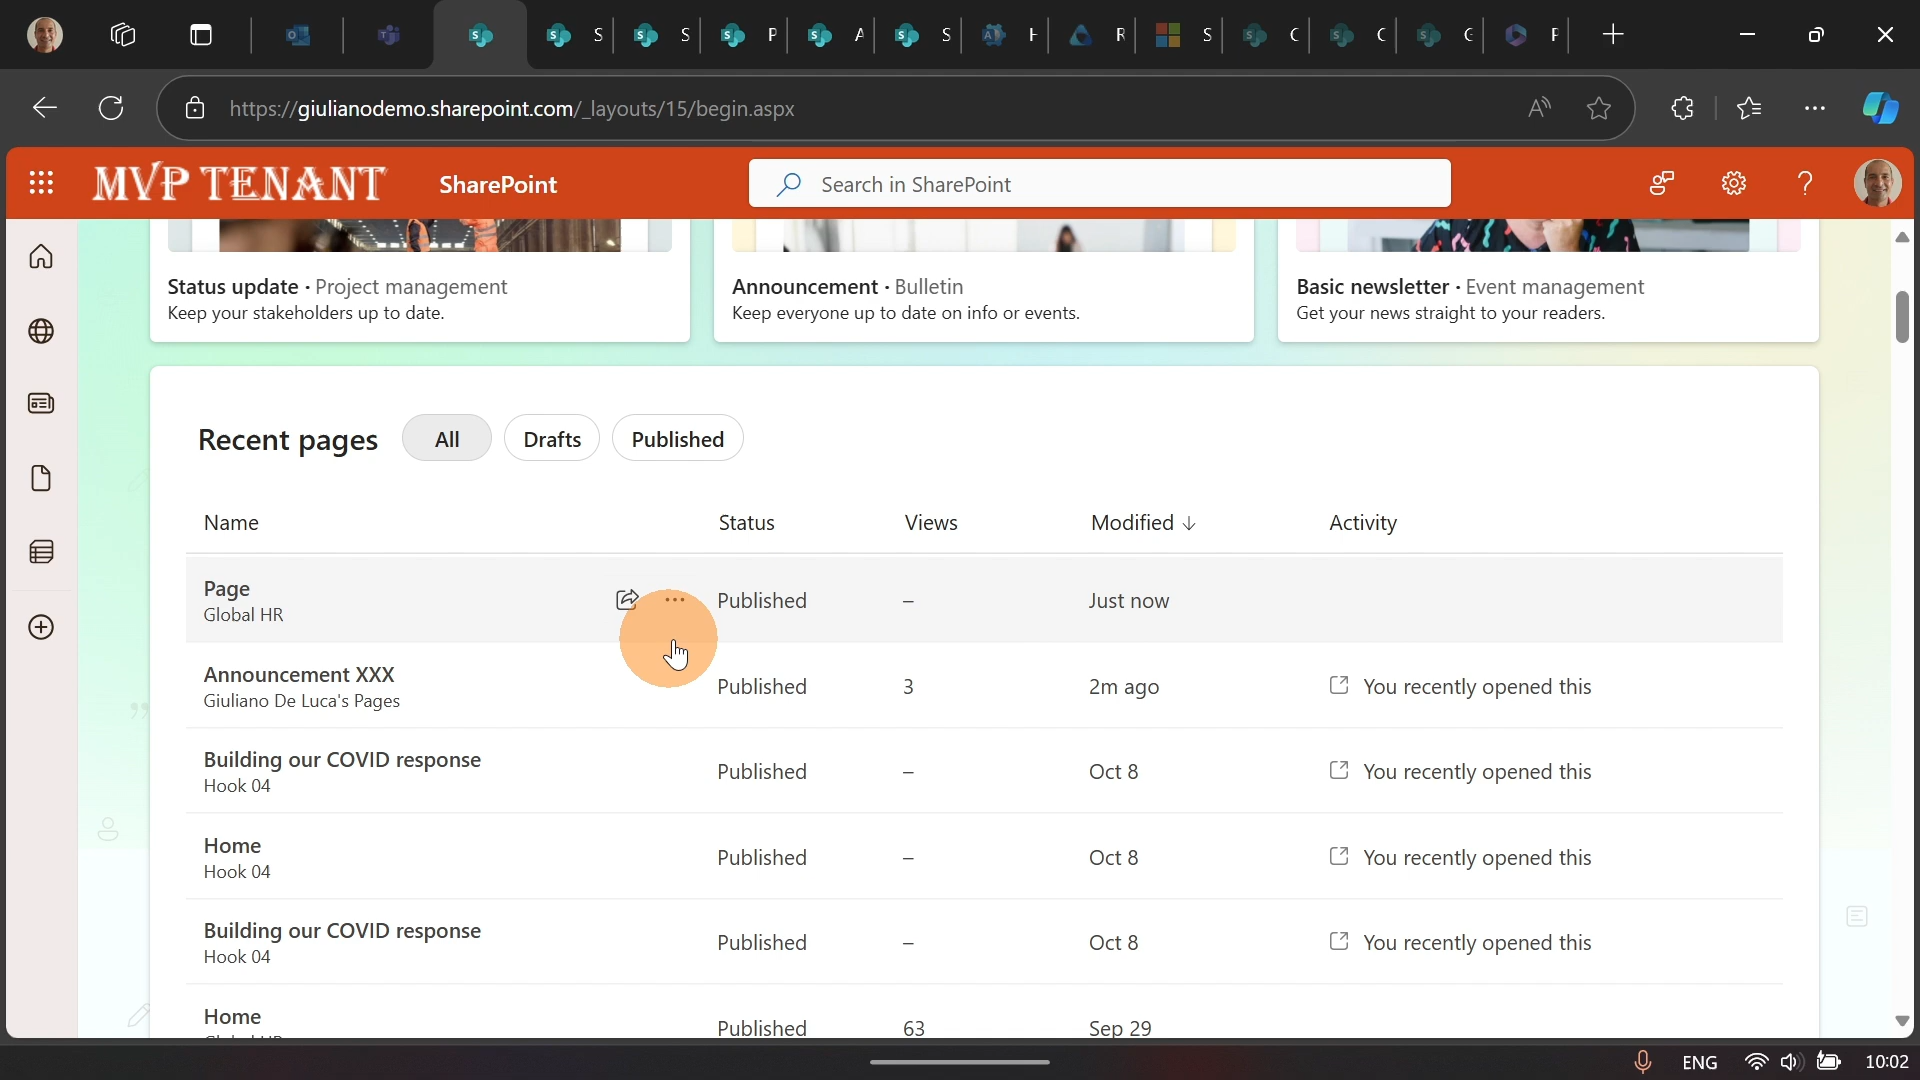 S
S
P
A
S
H
R
S
C
C
G
P
https://giulianodemo.sharepoint.com/_layouts/15/begin.aspx
MVP TENANT
SharePoint
Search in SharePoint
Status update · Project management
Keep your stakeholders up to date.
Announcement · Bulletin
Keep everyone up to date on info or events.
Basic newsletter · Event management
Get your news straight to your readers.
Recent pages
All
Drafts
Published
Name
Status
Views
Modified ↓
Activity
Page
Global HR
Published
–
Just now
Announcement XXX
Giuliano De Luca's Pages
Published
3
2m ago
You recently opened this
Building our COVID response
Hook 04
Published
–
Oct 8
You recently opened this
Home
Hook 04
Published
–
Oct 8
You recently opened this
Building our COVID response
Hook 04
Published
–
Oct 8
You recently opened this
Home
Published
63
Sep 29
ENG
10:02